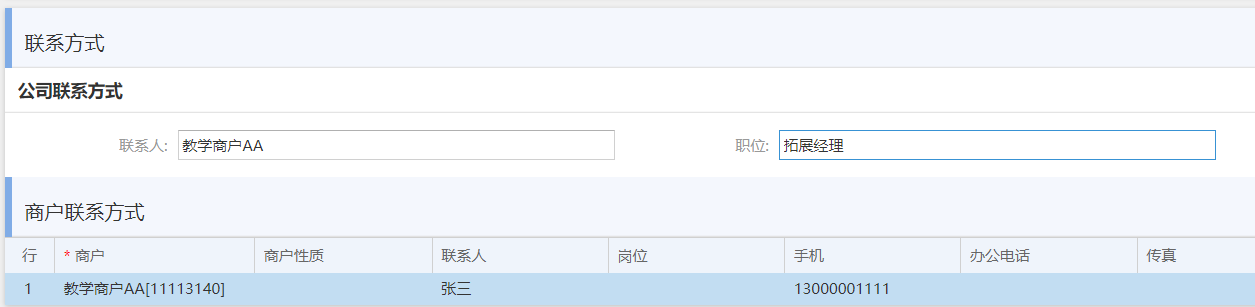 联系方式
公司联系方式
联系人: 教学商户AA 职位: 拓展经理
商户联系方式
行 * 商户 商户性质 联系人 岗位 手机 办公电话 传真
1 教学商户AA[11113140] 张三 13000001111